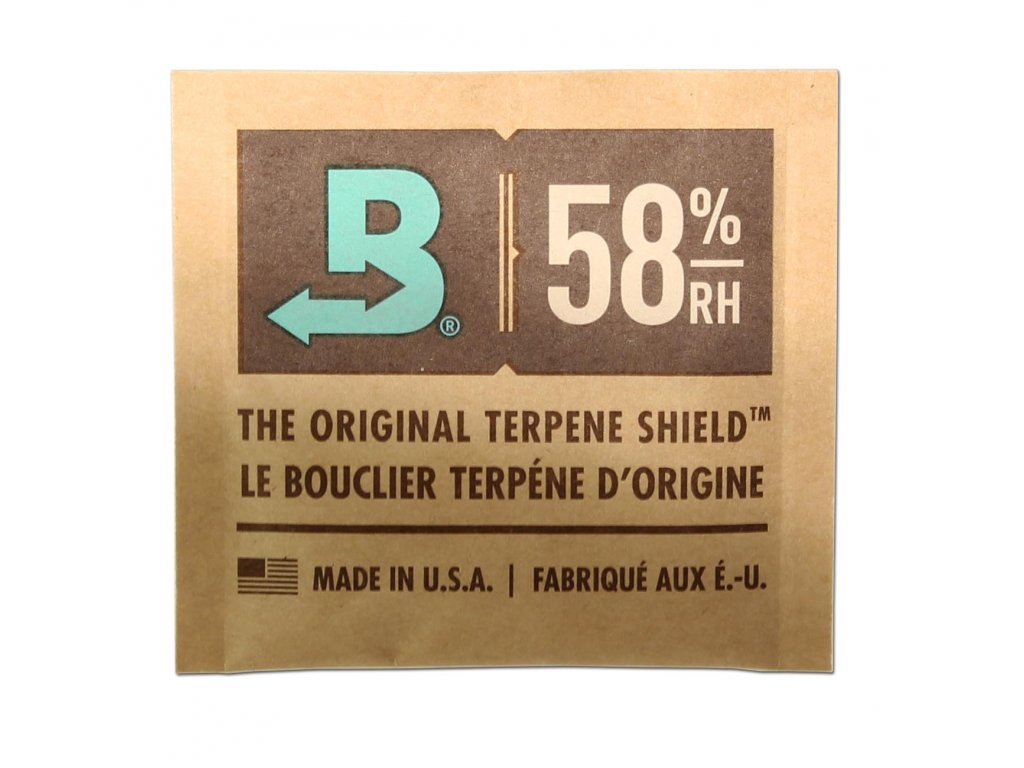 B®
58%
RH
THE ORIGINAL TERPENE SHIELD™
LE BOUCLIER TERPÉNE D'ORIGINE
MADE IN U.S.A. | FABRIQUÉ AUX É.-U.